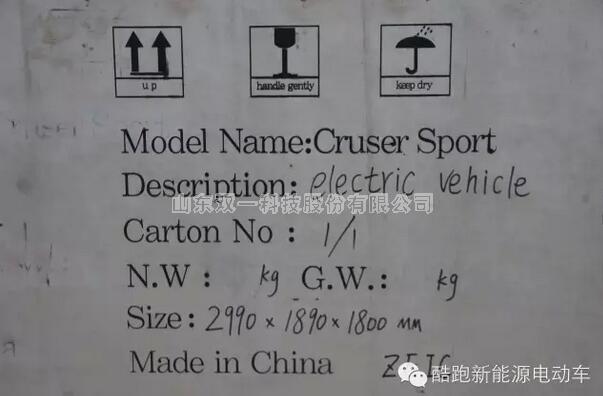 up handle gently keep dry
Model Name:Cruser Sport
Description: electric vehicle
山东双一科技股份有限公司
Carton No : 1/1
N.W : kg G.W.: kg
Size: 2990 × 1890 × 1800 mm
Made in China
酷跑新能源电动车